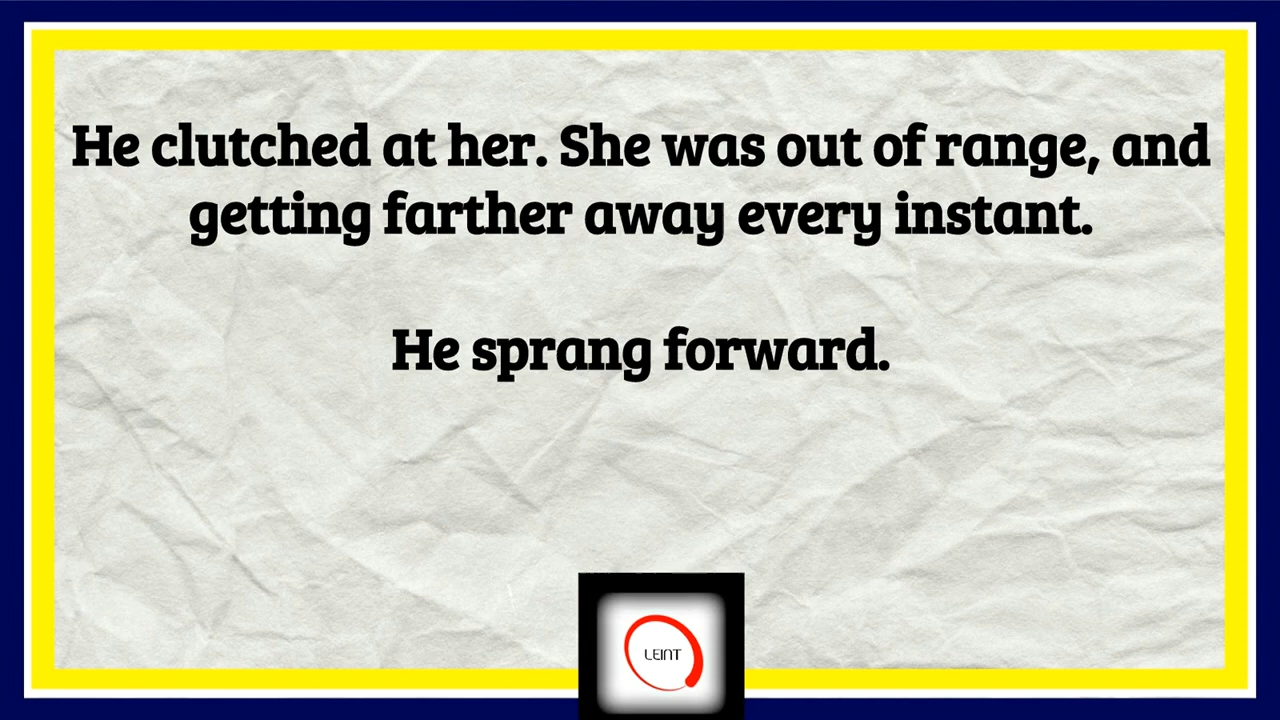 He clutched at her. She was out of range, and
getting farther away every instant.
He sprang forward.
LEINT